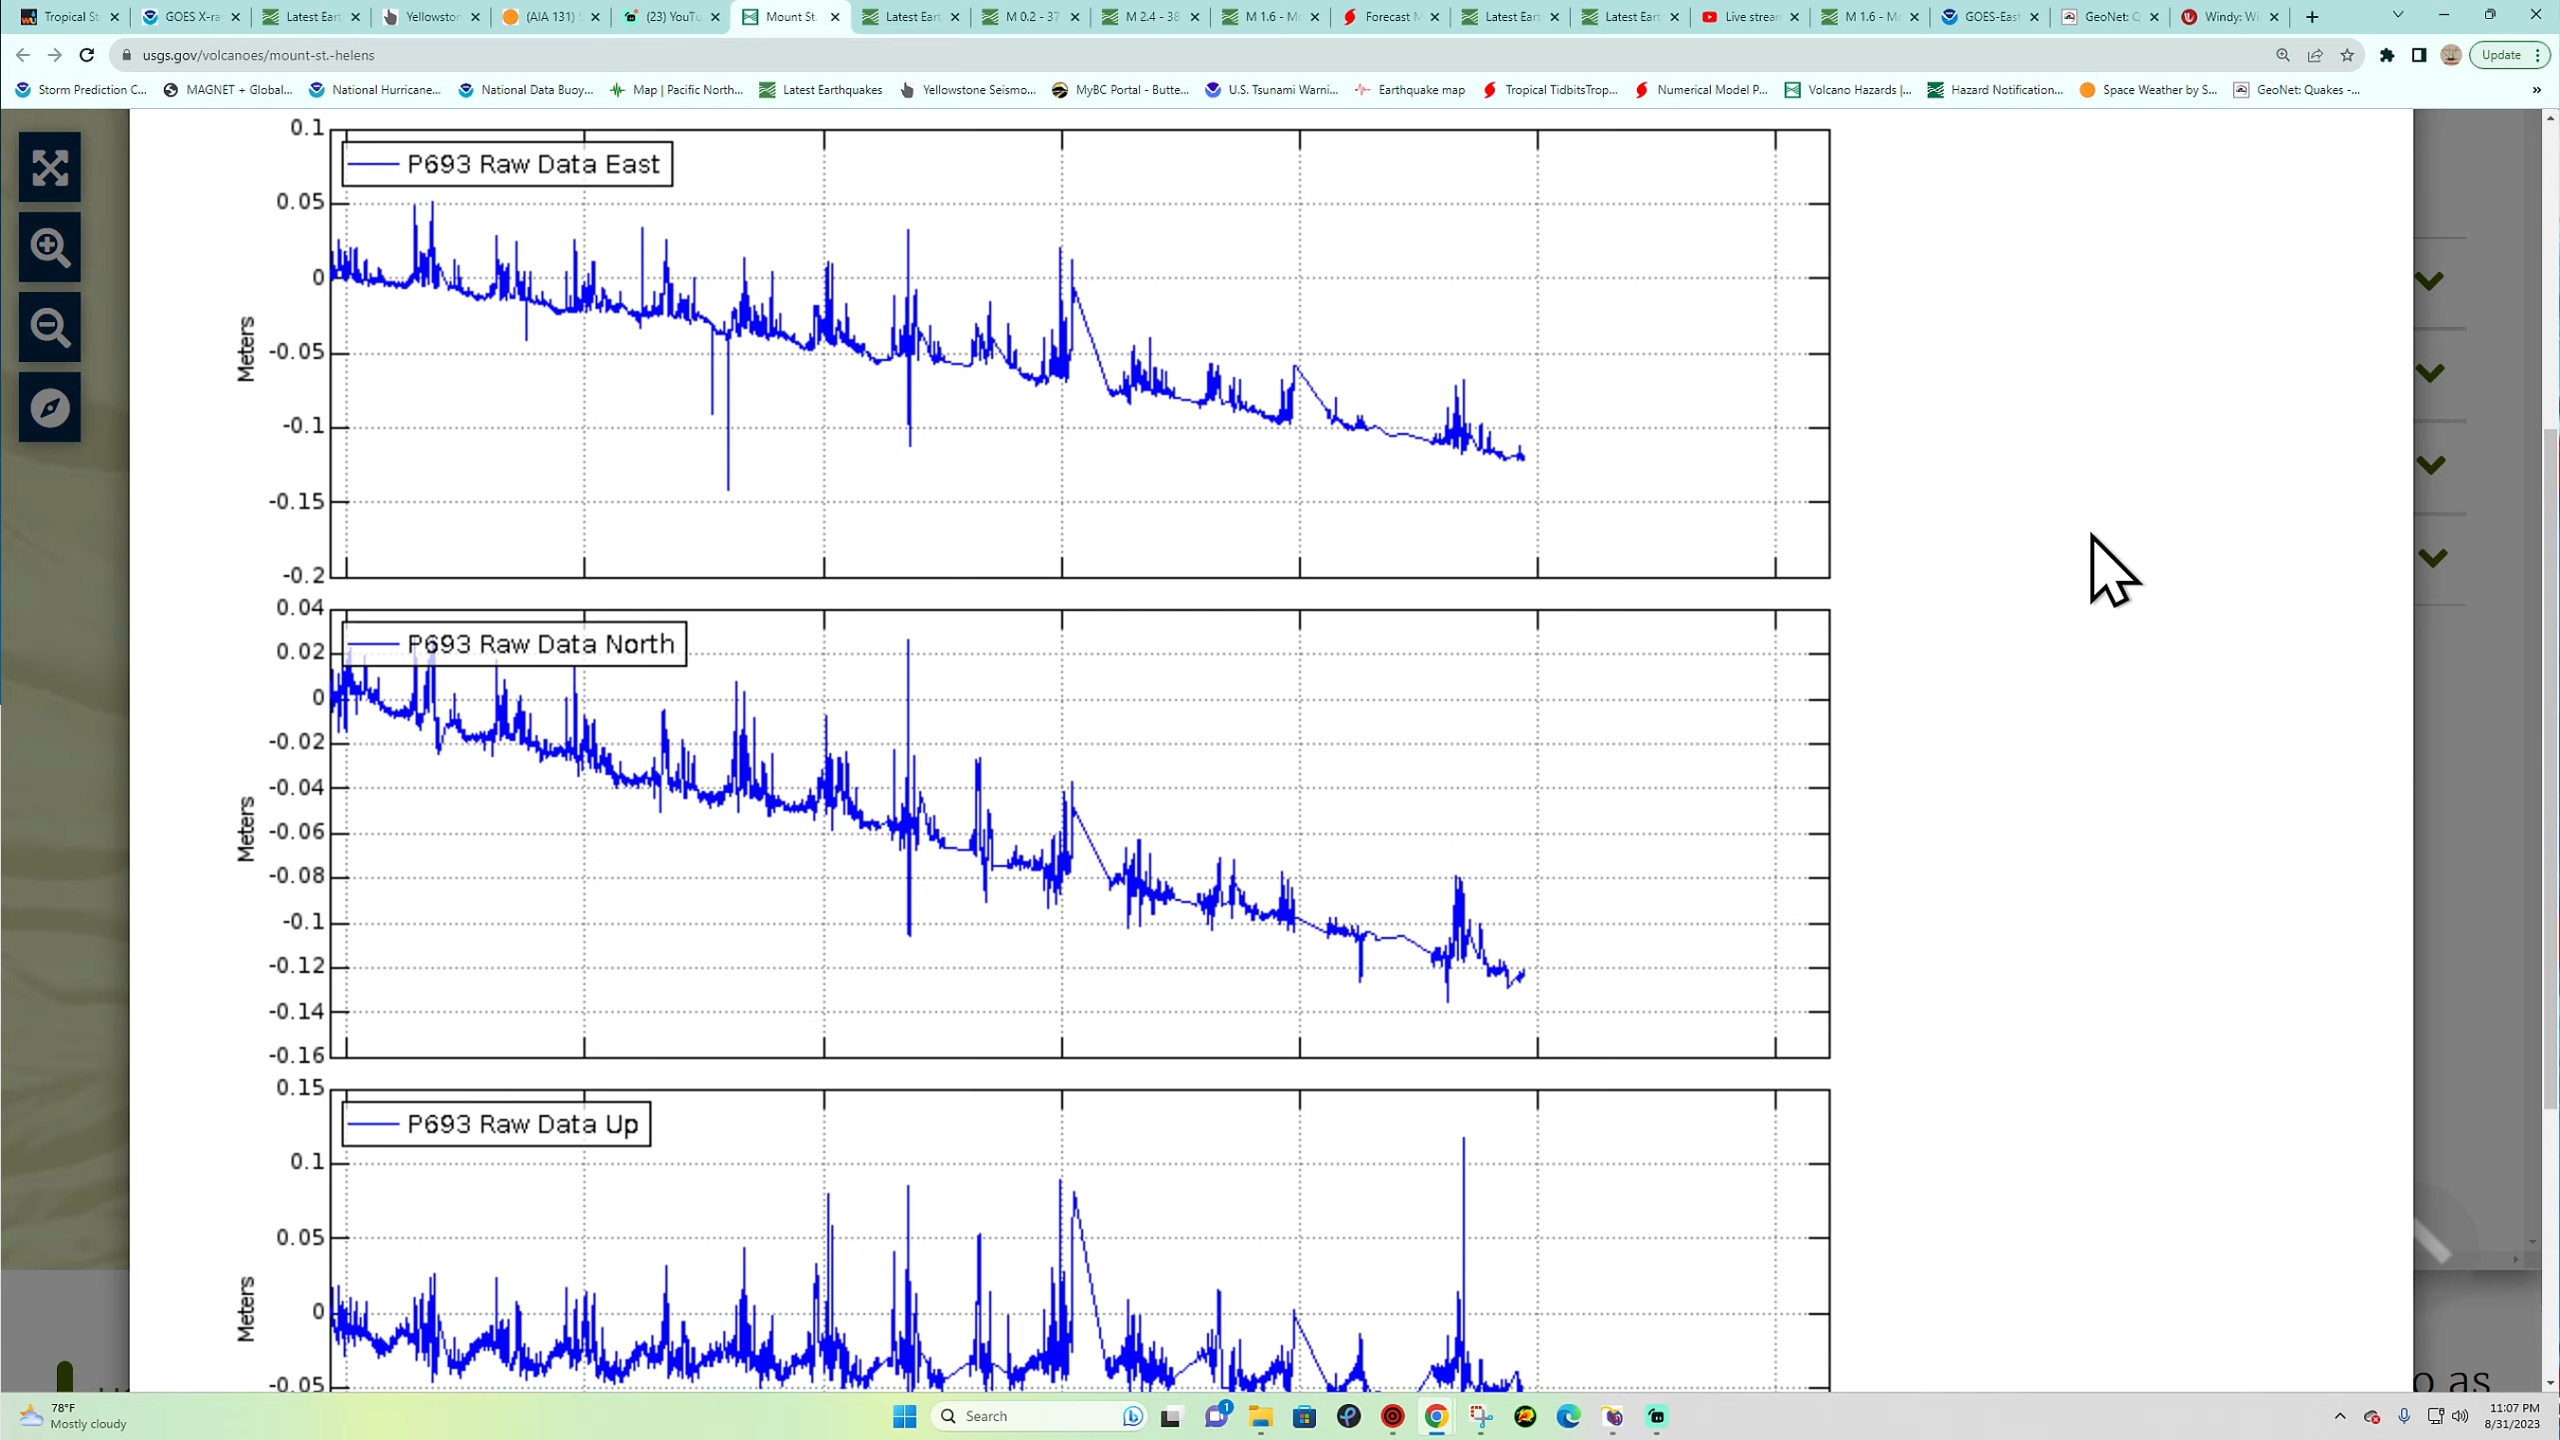 Tropical St
GOES X-ra
Latest Eart
Yellowston
(AIA 131) S
(23) YouTu
Mount St.
Latest Eart
M 0.2 - 37
M 2.4 - 38
M 1.6 - Mo
Forecast M
Latest Eart
Latest Eart
Live stream
M 1.6 - Mo
GOES-East
GeoNet: Q
Windy: Wi
usgs.gov/volcanoes/mount-st.-helens
Update
Storm Prediction C...
MAGNET + Global...
National Hurricane...
National Data Buoy...
Map | Pacific North...
Latest Earthquakes
Yellowstone Seismo...
MyBC Portal - Butte...
U.S. Tsunami Warni...
Earthquake map
Tropical TidbitsTrop...
Numerical Model P...
Volcano Hazards |...
Hazard Notification...
Space Weather by S...
GeoNet: Quakes -...
»
0.1
P693 Raw Data East
0.05
0
-0.05
-0.1
-0.15
-0.2
Meters
0.04
P693 Raw Data North
0.02
0
-0.02
-0.04
-0.06
-0.08
-0.1
-0.12
-0.14
-0.16
Meters
0.15
P693 Raw Data Up
0.1
0.05
0
-0.05
Meters
o as
78°F
Mostly cloudy
Search
1
11:07 PM
8/31/2023